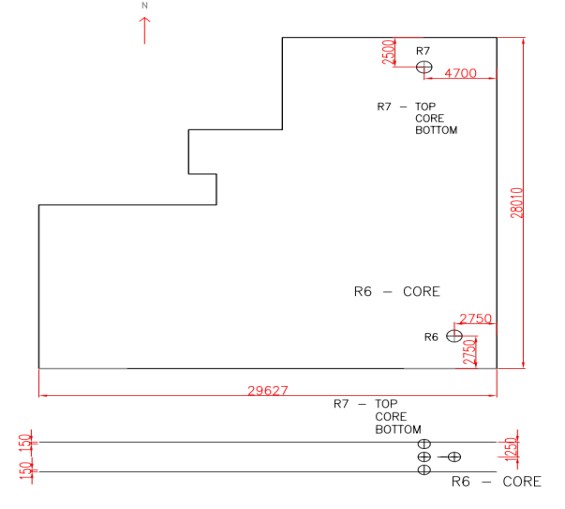 N
R7
2500
4700
R7 – TOP
CORE
BOTTOM
28010
R6 – CORE
2750
R6
2750
29627
R7 – TOP
CORE
BOTTOM
150
1250
150
R6 – CORE